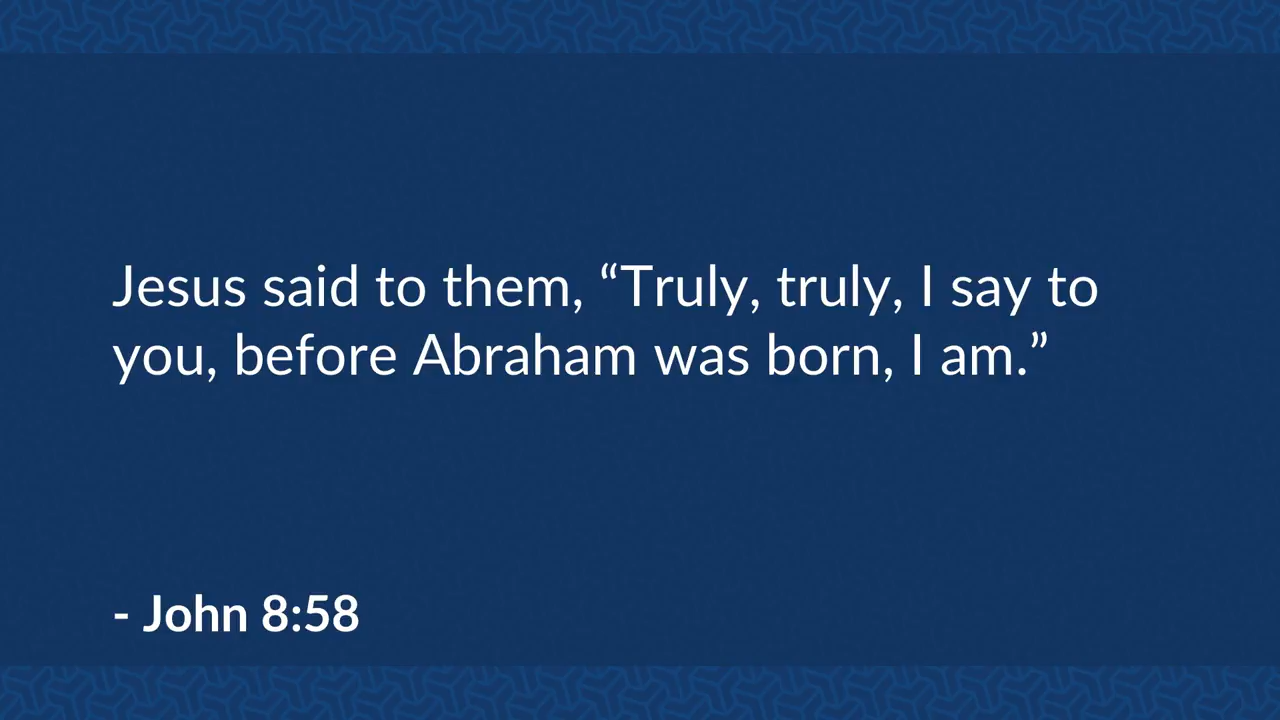 Jesus said to them, “Truly, truly, I say to
you, before Abraham was born, I am.”
- John 8:58